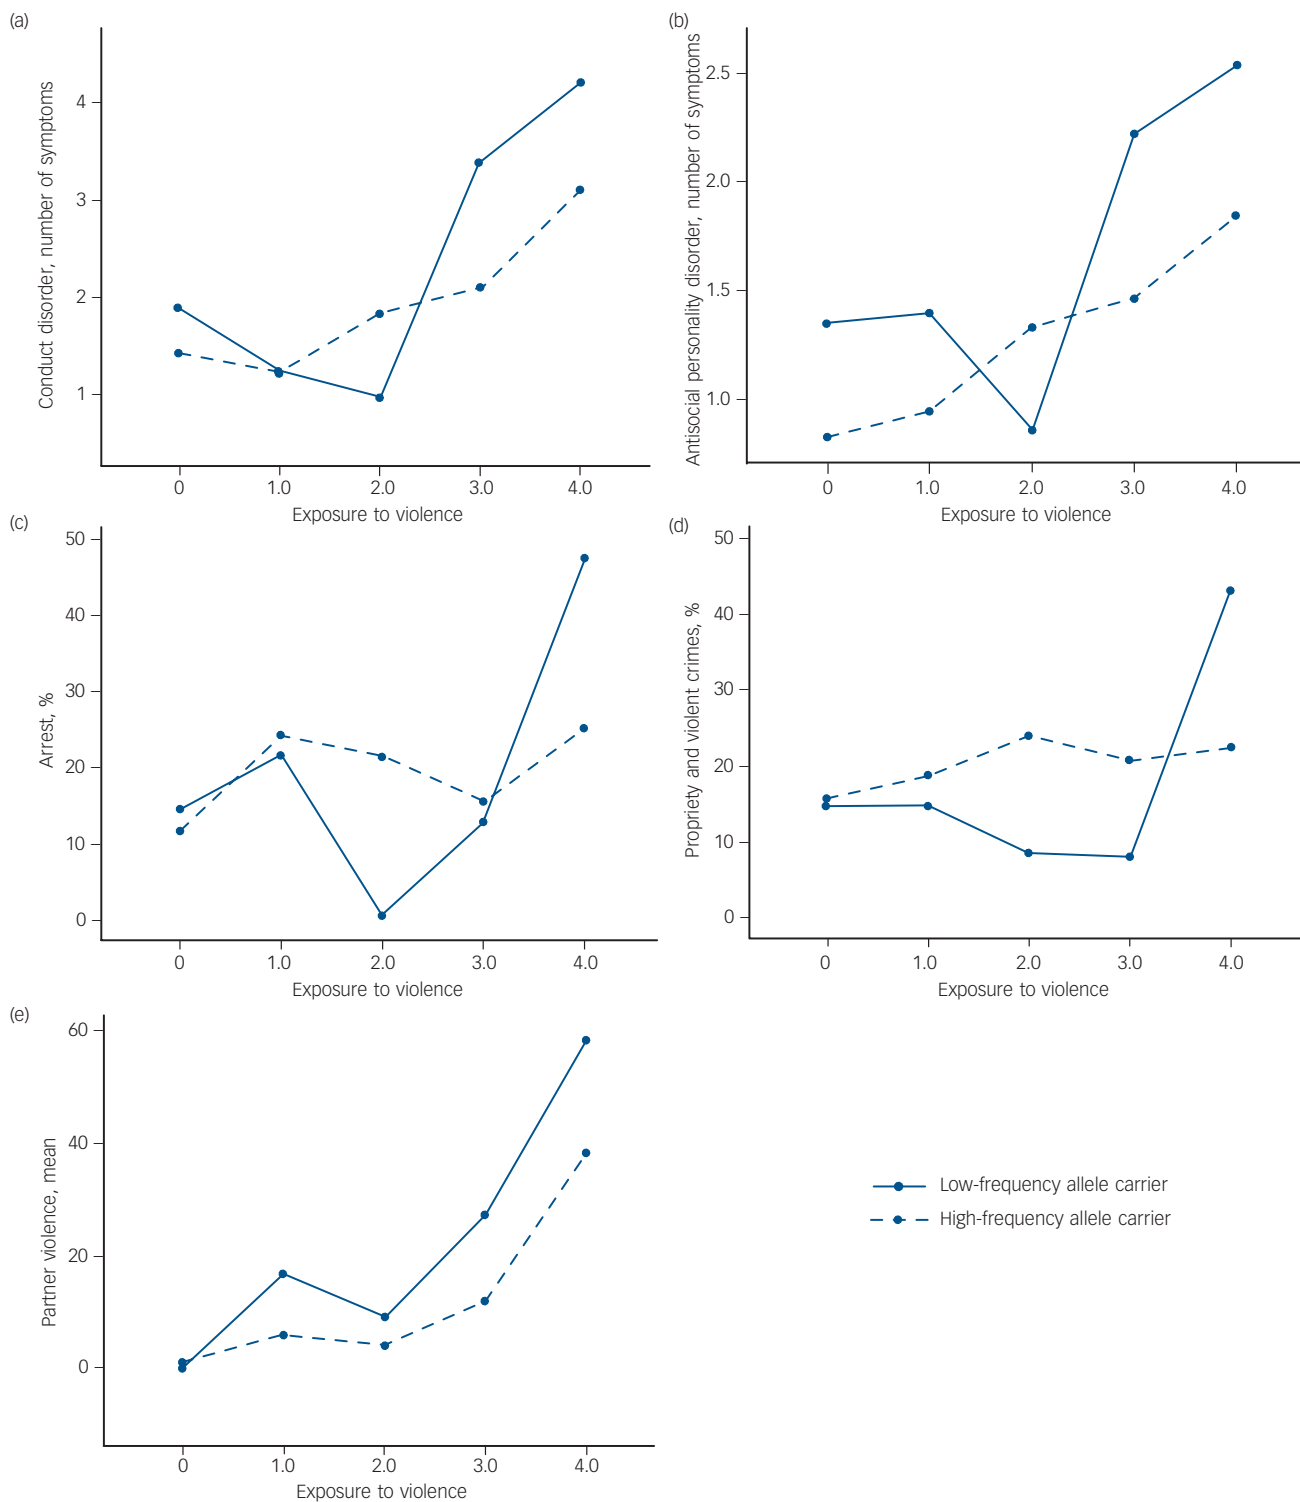 (a)
Conduct disorder, number of symptoms
4
3
2
1
0 1.0 2.0 3.0 4.0
Exposure to violence
(b)
Antisocial personality disorder, number of symptoms
2.5
2.0
1.5
1.0
0 1.0 2.0 3.0 4.0
Exposure to violence
(c)
Arrest, %
50
40
30
20
10
0
0 1.0 2.0 3.0 4.0
Exposure to violence
(d)
Propriety and violent crimes, %
50
40
30
20
10
0
0 1.0 2.0 3.0 4.0
Exposure to violence
(e)
Partner violence, mean
60
40
20
0
0 1.0 2.0 3.0 4.0
Exposure to violence
Low-frequency allele carrier
High-frequency allele carrier